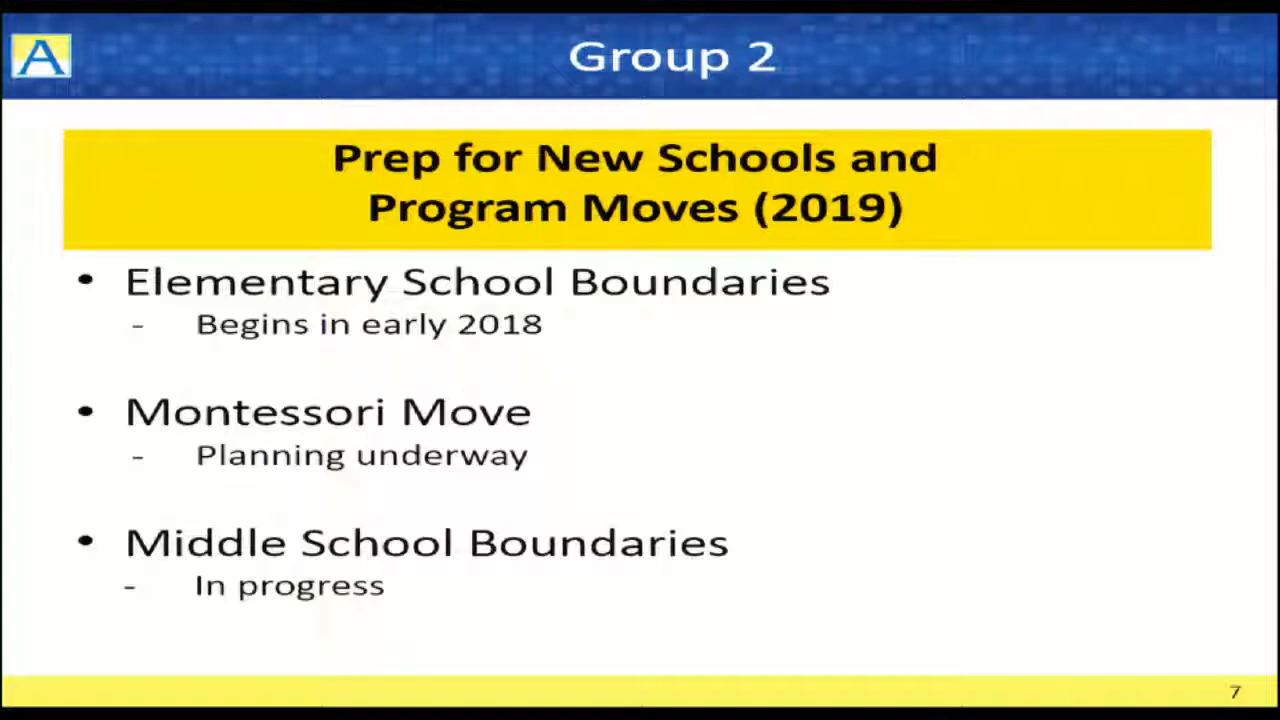 A
Group 2
Prep for New Schools and
Program Moves (2019)
• Elementary School Boundaries
- Begins in early 2018
• Montessori Move
- Planning underway
• Middle School Boundaries
- In progress
7